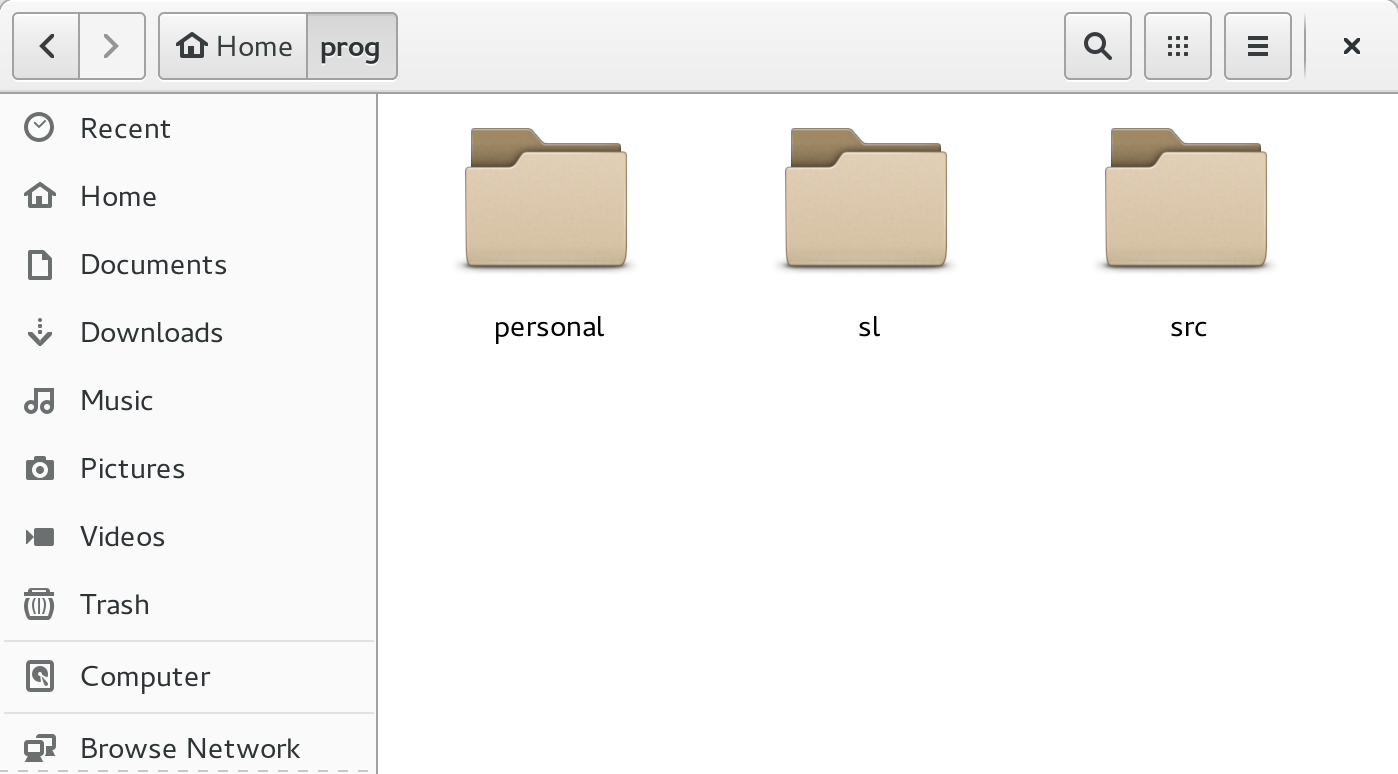 Home prog
Recent
Home
Documents
Downloads
Music
Pictures
Videos
Trash
Computer
Browse Network
personal sl src